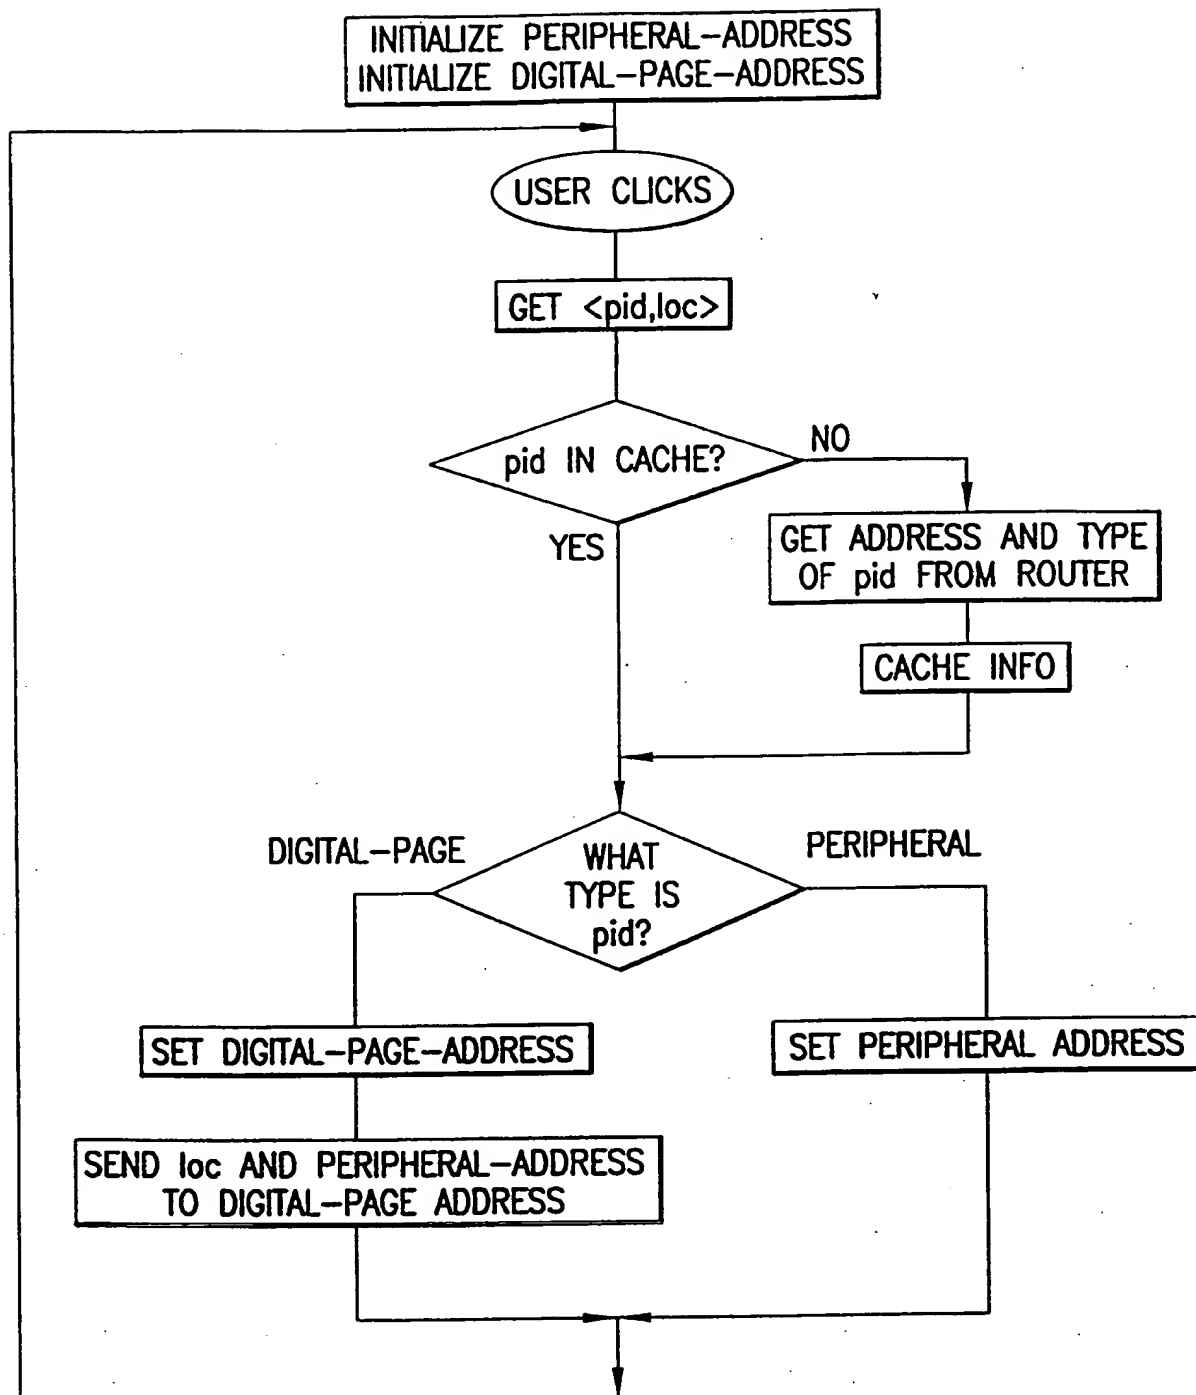 INITIALIZE PERIPHERAL-ADDRESS
INITIALIZE DIGITAL-PAGE-ADDRESS
USER CLICKS
GET <pid,loc>
pid IN CACHE?
NO
YES
GET ADDRESS AND TYPE
OF pid FROM ROUTER
CACHE INFO
DIGITAL-PAGE
WHAT
TYPE IS
pid?
PERIPHERAL
SET DIGITAL-PAGE-ADDRESS
SET PERIPHERAL ADDRESS
SEND loc AND PERIPHERAL-ADDRESS
TO DIGITAL-PAGE ADDRESS